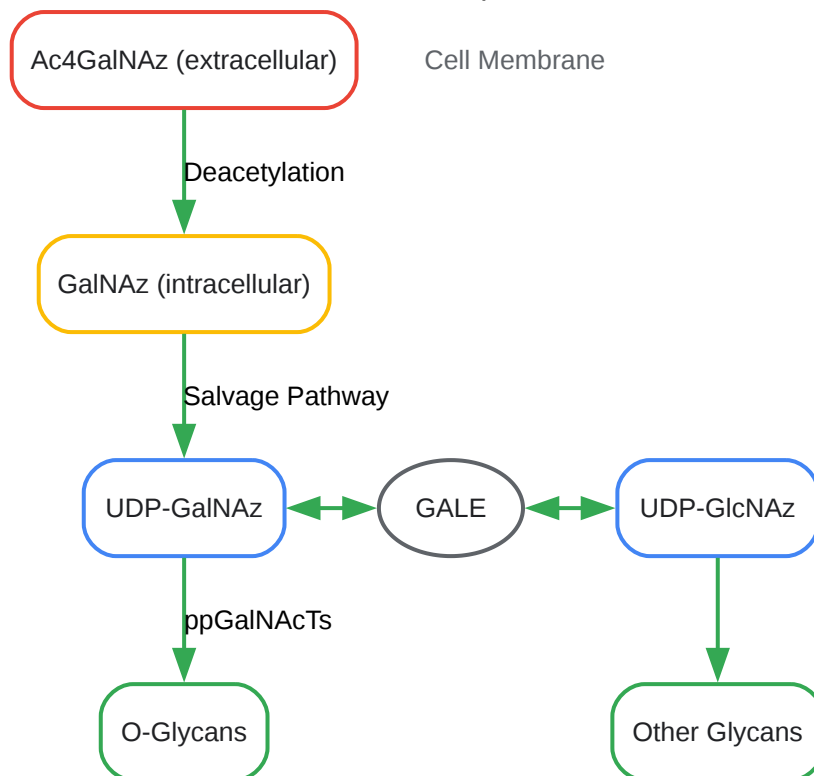 Ac4GalNAz (extracellular)
Cell Membrane
Deacetylation
GalNAz (intracellular)
Salvage Pathway
UDP-GalNAz
GALE
UDP-GlcNAz
ppGalNAcTs
O-Glycans
Other Glycans